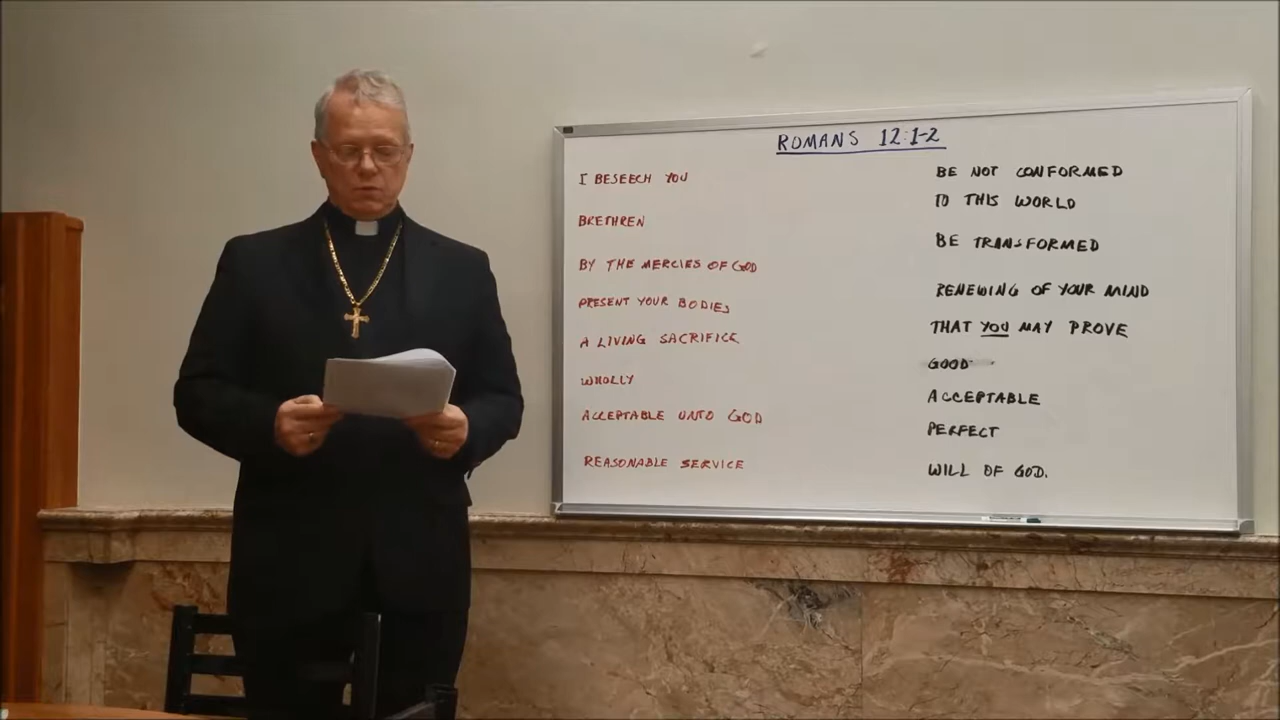 ROMANS 12:1-2
I BESEECH YOU
BRETHREN
BY THE MERCIES OF GOD
PRESENT YOUR BODIES
A LIVING SACRIFICE
WHOLLY
ACCEPTABLE UNTO GOD
REASONABLE SERVICE
BE NOT CONFORMED
TO THIS WORLD
BE TRANSFORMED
RENEWING OF YOUR MIND
THAT YOU MAY PROVE
GOOD
ACCEPTABLE
PERFECT
WILL OF GOD.